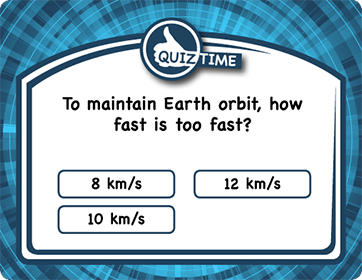 QUIZ TIME
To maintain Earth orbit, how
fast is too fast?
8 km/s
12 km/s
10 km/s